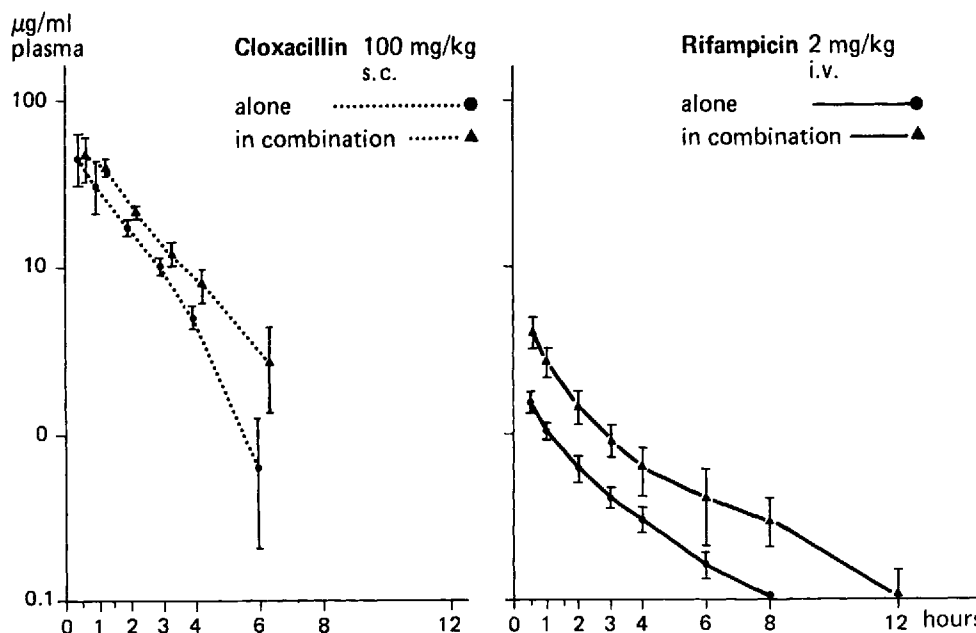 μg/ml
plasma
Cloxacillin 100 mg/kg
s.c.
alone
in combination
Rifampicin 2 mg/kg
i.v.
alone
in combination
100
10
0
0.1
0 1 2 3 4 6 8 12
0 1 2 3 4 6 8 12 hours